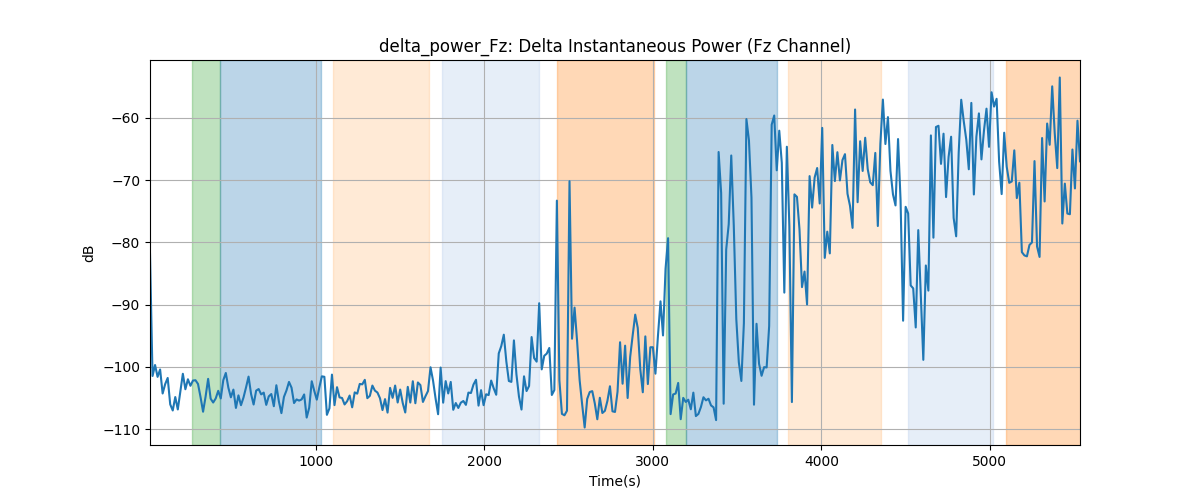 delta_power_Fz: Delta Instantaneous Power (Fz Channel)
−60
−70
−80
−90
−100
−110
dB
1000 2000 3000 4000 5000
Time(s)